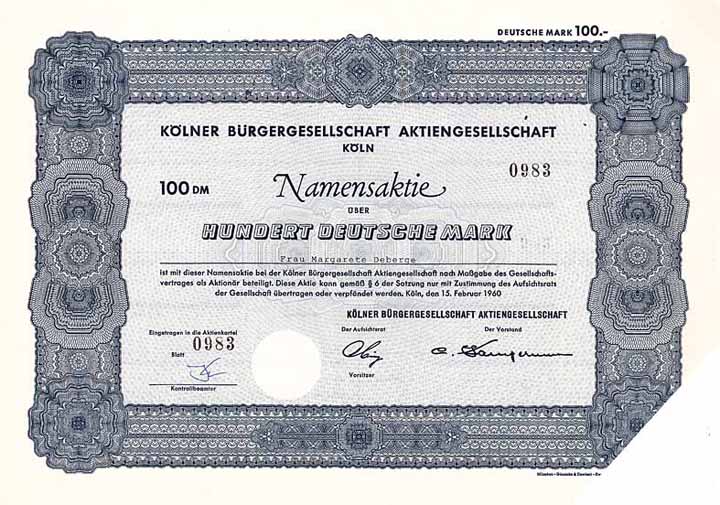 DEUTSCHE MARK 100.-
KÖLNER BÜRGERGESELLSCHAFT AKTIENGESELLSCHAFT
KÖLN
0983
100 DM Namensaktie
ÜBER
HUNDERT DEUTSCHE MARK
Frau Margarete Deberge
Ist mit dieser Namensaktie bei der Kölner Bürgergesellschaft Aktiengesellschaft nach Maßgabe des Gesellschafts-
vertrages als Aktionär beteiligt. Diese Aktie kann gemäß § 6 der Satzung nur mit Zustimmung des Aufsichtsrats
der Gesellschaft übertragen oder verpfändet werden. Köln, den 15. Februar 1960
KÖLNER BÜRGERGESELLSCHAFT AKTIENGESELLSCHAFT
Eingetragen in die Aktienkartei
Der Aufsichtsrat Der Vorstand
Blatt 0983
Vorsitzer
Kontrollbeamter